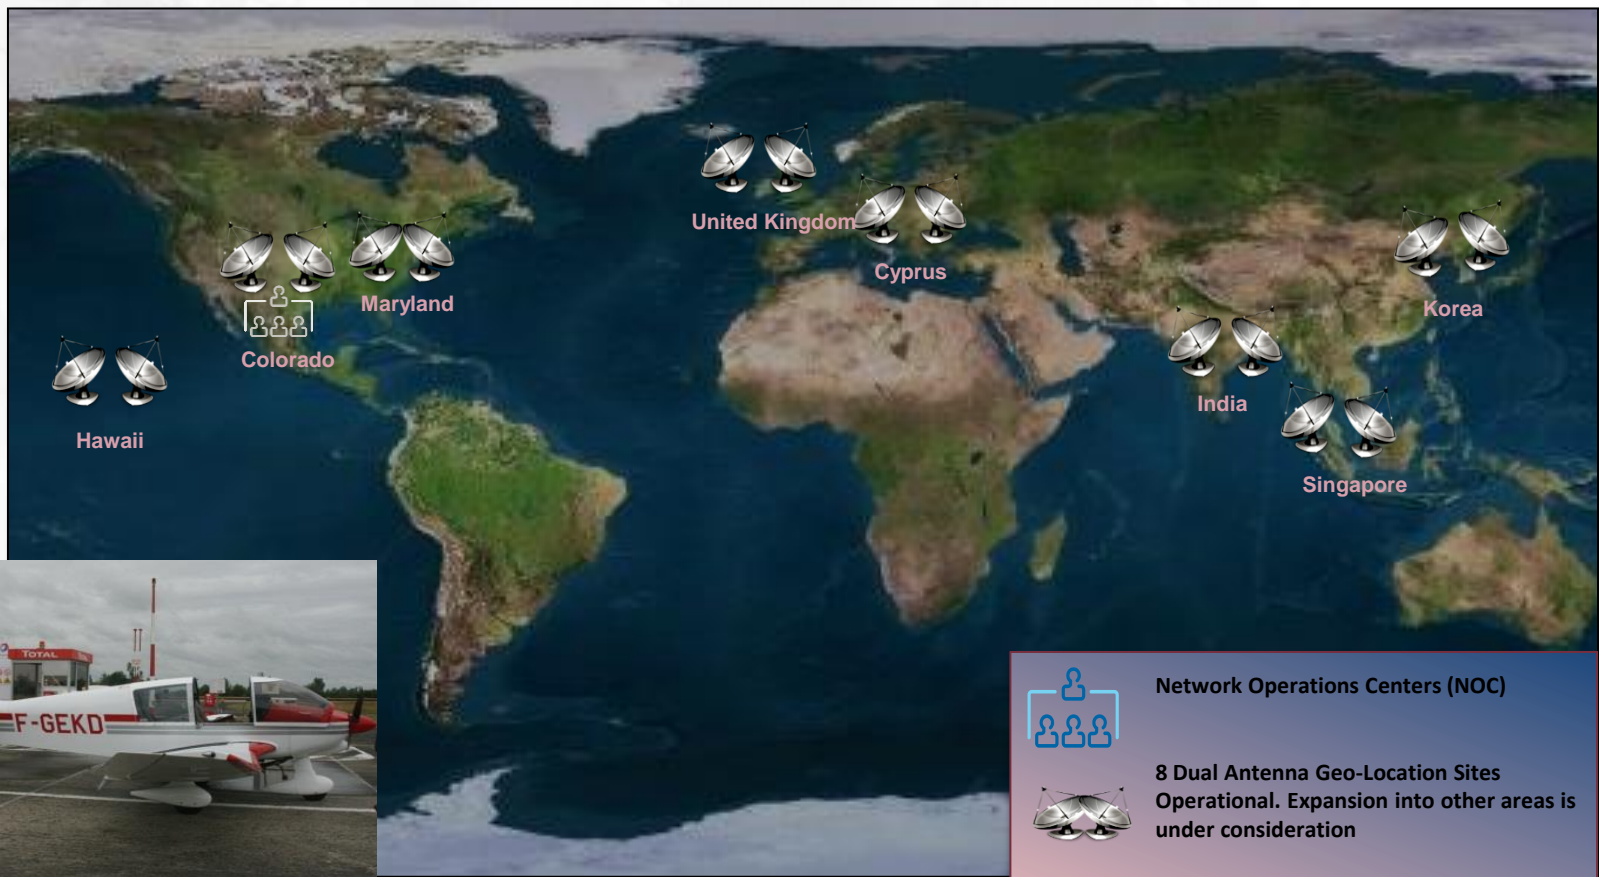 United Kingdom
Cyprus
Maryland
Korea
Colorado
India
Hawaii
Singapore
TOTAL
F-GEKD
Network Operations Centers (NOC)
8 Dual Antenna Geo-Location Sites
Operational. Expansion into other areas is
under consideration